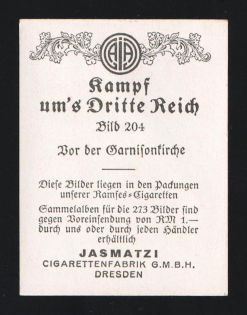 Kampf
um's Dritte Reich
Bild 204
Vor der Garnisonkirche
Diese Bilder liegen in den Packungen
unserer Ramses-Cigaretten
Sammelalben für die 273 Bilder sind
gegen Voreinsendung von RM 1.—
durch uns oder durch jeden Händler
erhältlich
JASMATZI
CIGARETTENFABRIK G.M.B.H.
DRESDEN